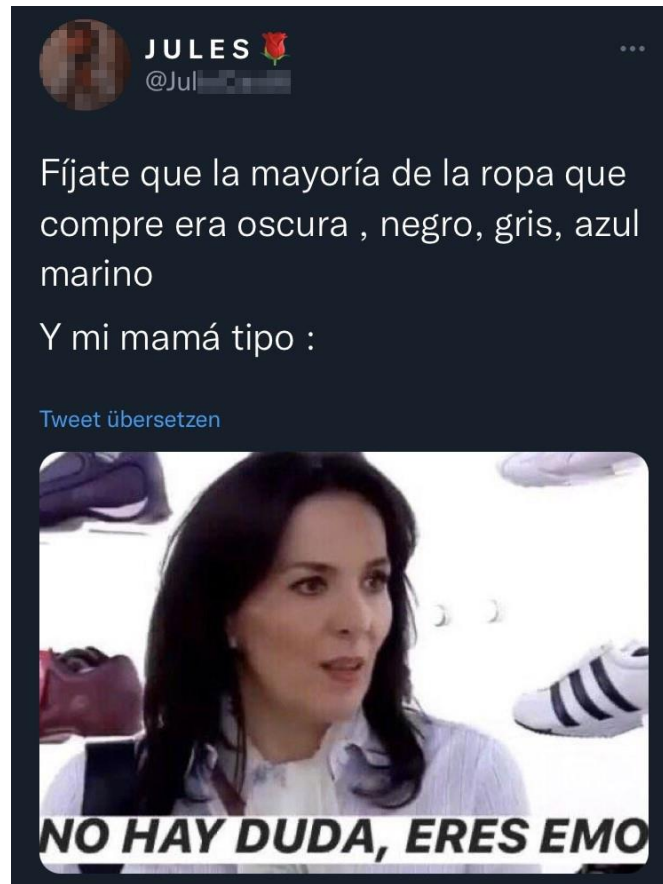 JULES🌹
@Jul
Fíjate que la mayoría de la ropa que
compre era oscura , negro, gris, azul
marino
Y mi mamá tipo :
Tweet übersetzen
NO HAY DUDA, ERES EMO